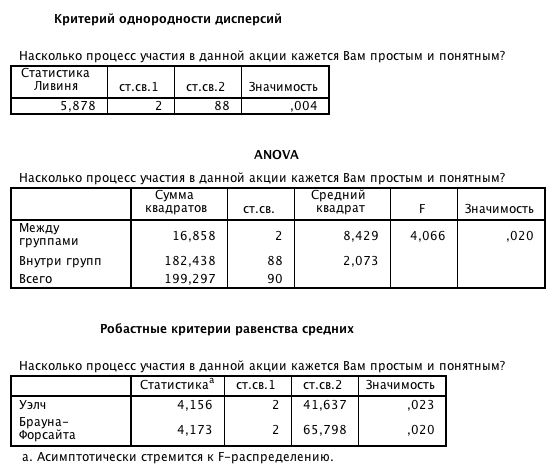 Критерий однородности дисперсий
Насколько процесс участия в данной акции кажется Вам простым и понятным?
Статистика Ливиня ст.св.1 ст.св.2 Значимость
5,878 2 88 ,004
ANOVA
Насколько процесс участия в данной акции кажется Вам простым и понятным?
Сумма квадратов ст.св. Средний квадрат F Значимость
Между группами 16,858 2 8,429 4,066 ,020
Внутри групп 182,438 88 2,073
Всего 199,297 90
Робастные критерии равенства средних
Насколько процесс участия в данной акции кажется Вам простым и понятным?
Статистикаa ст.св.1 ст.св.2 Значимость
Уэлч 4,156 2 41,637 ,023
Брауна-Форсайта 4,173 2 65,798 ,020
a. Асимптотически стремится к F-распределению.